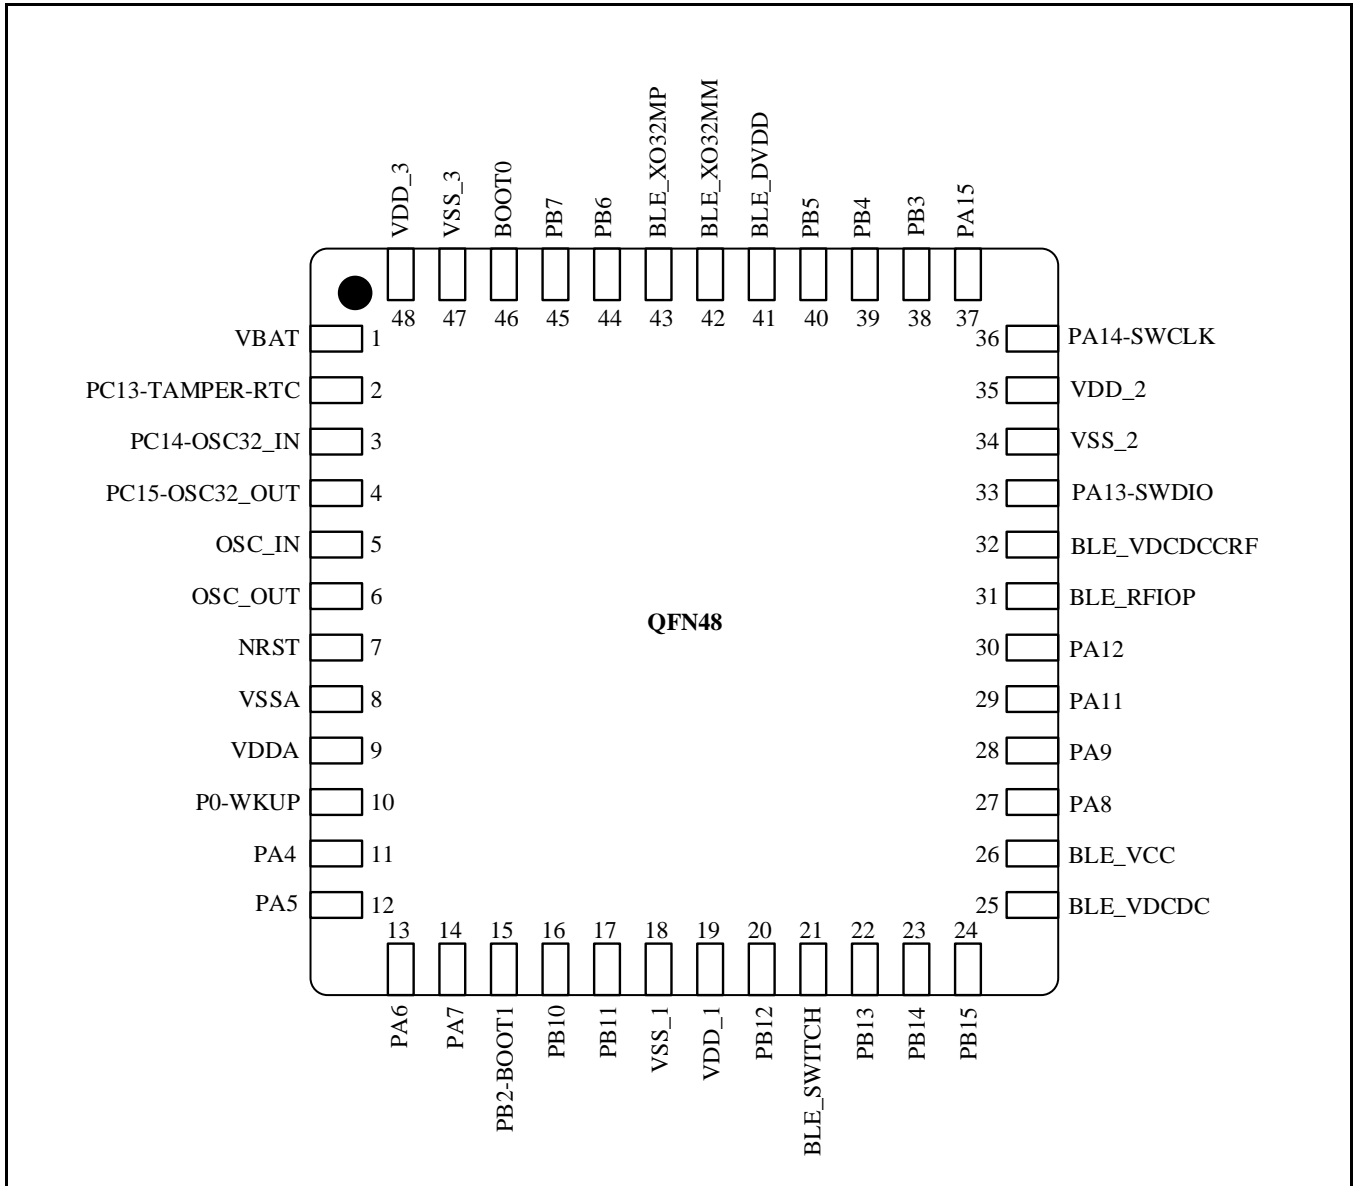 VDD_3
VSS_3
BOOT0
PB7
PB6
BLE_XO32MP
BLE_XO32MM
BLE_DVDD
PB5
PB4
PB3
PA15
48 47 46 45 44 43 42 41 40 39 38 37
VBAT 1
PC13-TAMPER-RTC 2
PC14-OSC32_IN 3
PC15-OSC32_OUT 4
OSC_IN 5
OSC_OUT 6
NRST 7
VSSA 8
VDDA 9
P0-WKUP 10
PA4 11
PA5 12
QFN48
36 PA14-SWCLK
35 VDD_2
34 VSS_2
33 PA13-SWDIO
32 BLE_VDCDCCRF
31 BLE_RFIOP
30 PA12
29 PA11
28 PA9
27 PA8
26 BLE_VCC
25 BLE_VDCDC
13 14 15 16 17 18 19 20 21 22 23 24
PA6
PA7
PB2-BOOT1
PB10
PB11
VSS_1
VDD_1
PB12
BLE_SWITCH
PB13
PB14
PB15